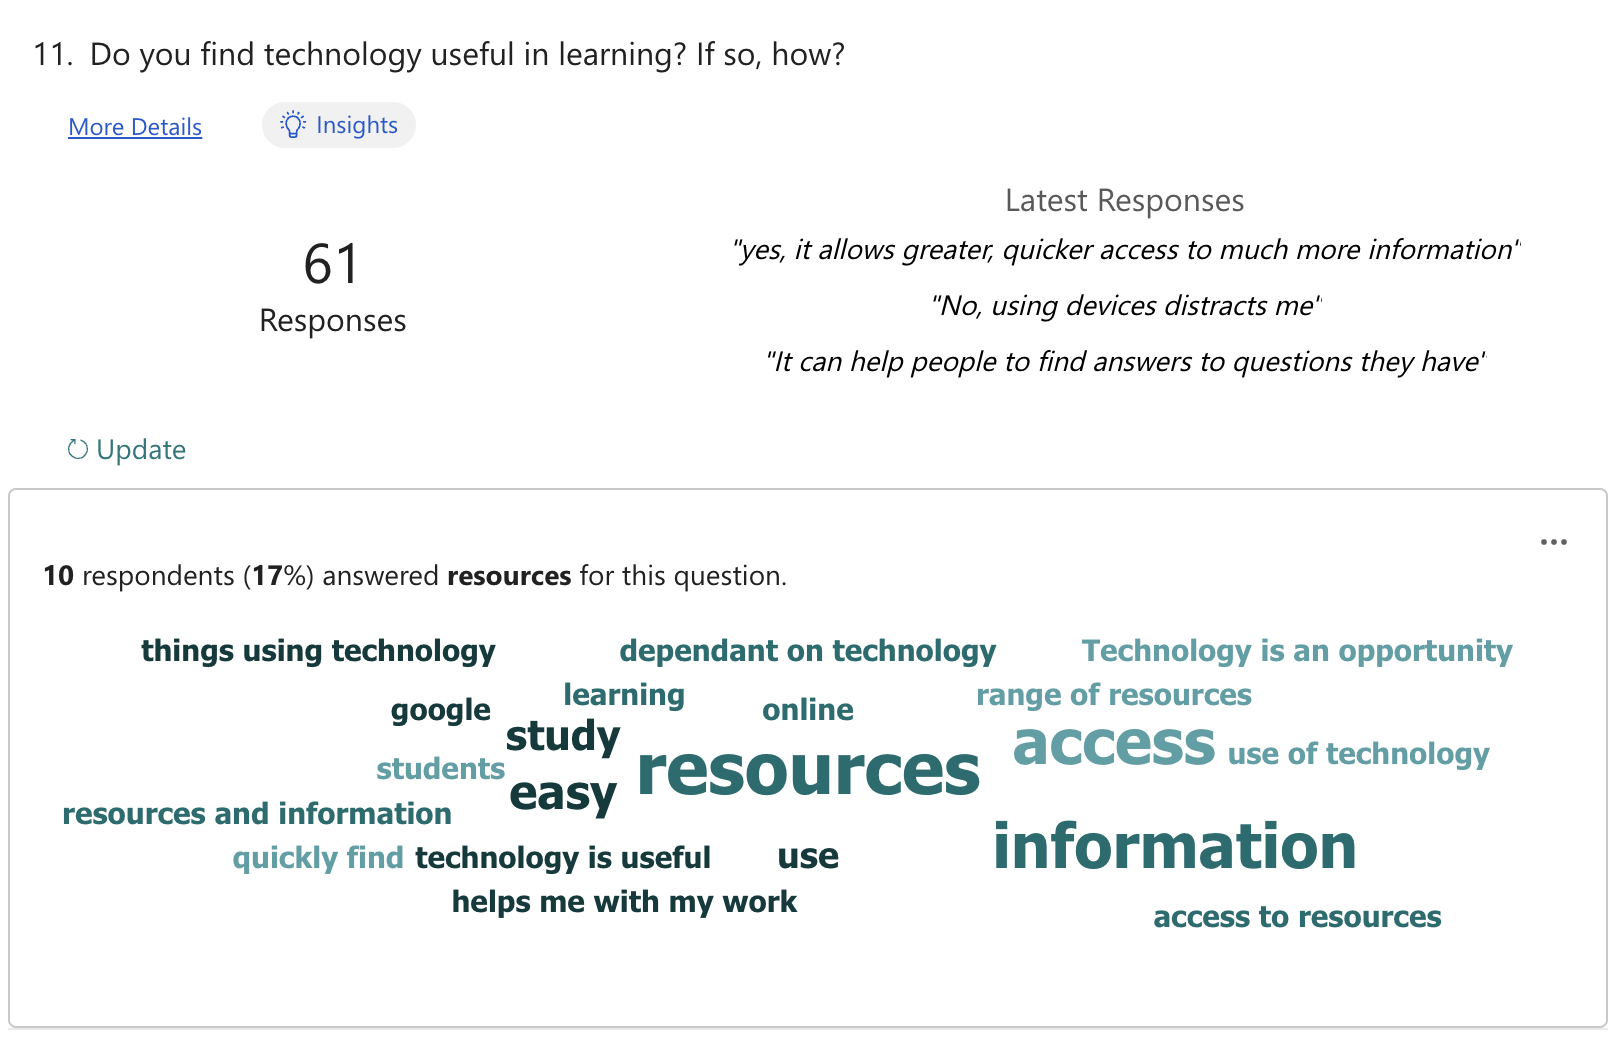 11. Do you find technology useful in learning? If so, how?
More Details
Insights
61
Responses
Latest Responses
"yes, it allows greater, quicker access to much more information"
"No, using devices distracts me"
"It can help people to find answers to questions they have"
Update
10 respondents (17%) answered resources for this question.
things using technology
dependant on technology
Technology is an opportunity
google
learning
online
range of resources
study
access
use of technology
students
easy
resources
resources and information
information
quickly find
technology is useful
use
helps me with my work
access to resources